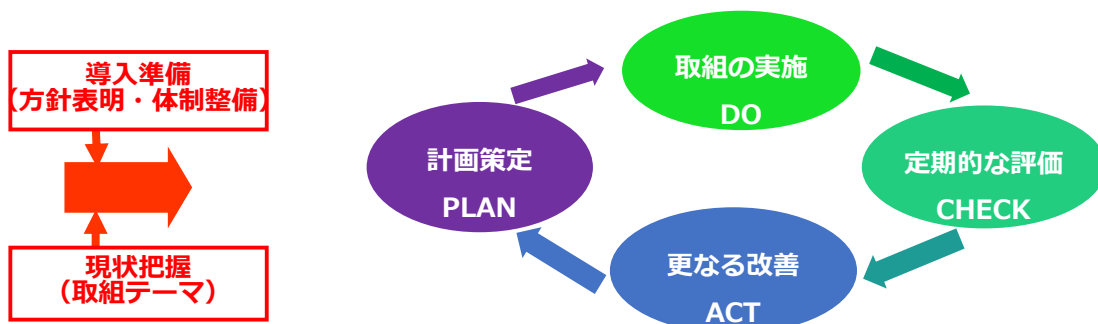 導入準備
（方針表明・体制整備）
現状把握
（取組テーマ）
計画策定
PLAN
取組の実施
DO
定期的な評価
CHECK
更なる改善
ACT